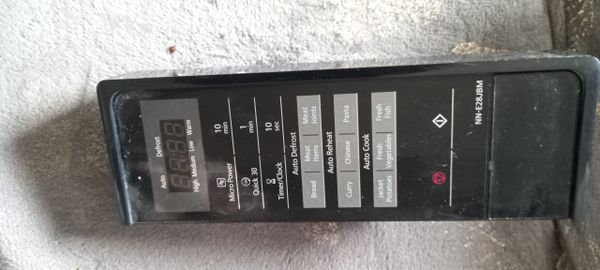 Auto Defrost
High Medium Low Warm
Micro Power 10 min
Quick 30 1 min
Timer/Clock 10 sec
Auto Defrost
Bread Meat Items Meat Joints
Auto Reheat
Curry Chinese Pasta
Auto Cook
Jacket Potatoes Fresh Vegetables Fresh Fish
NN-E28JBM